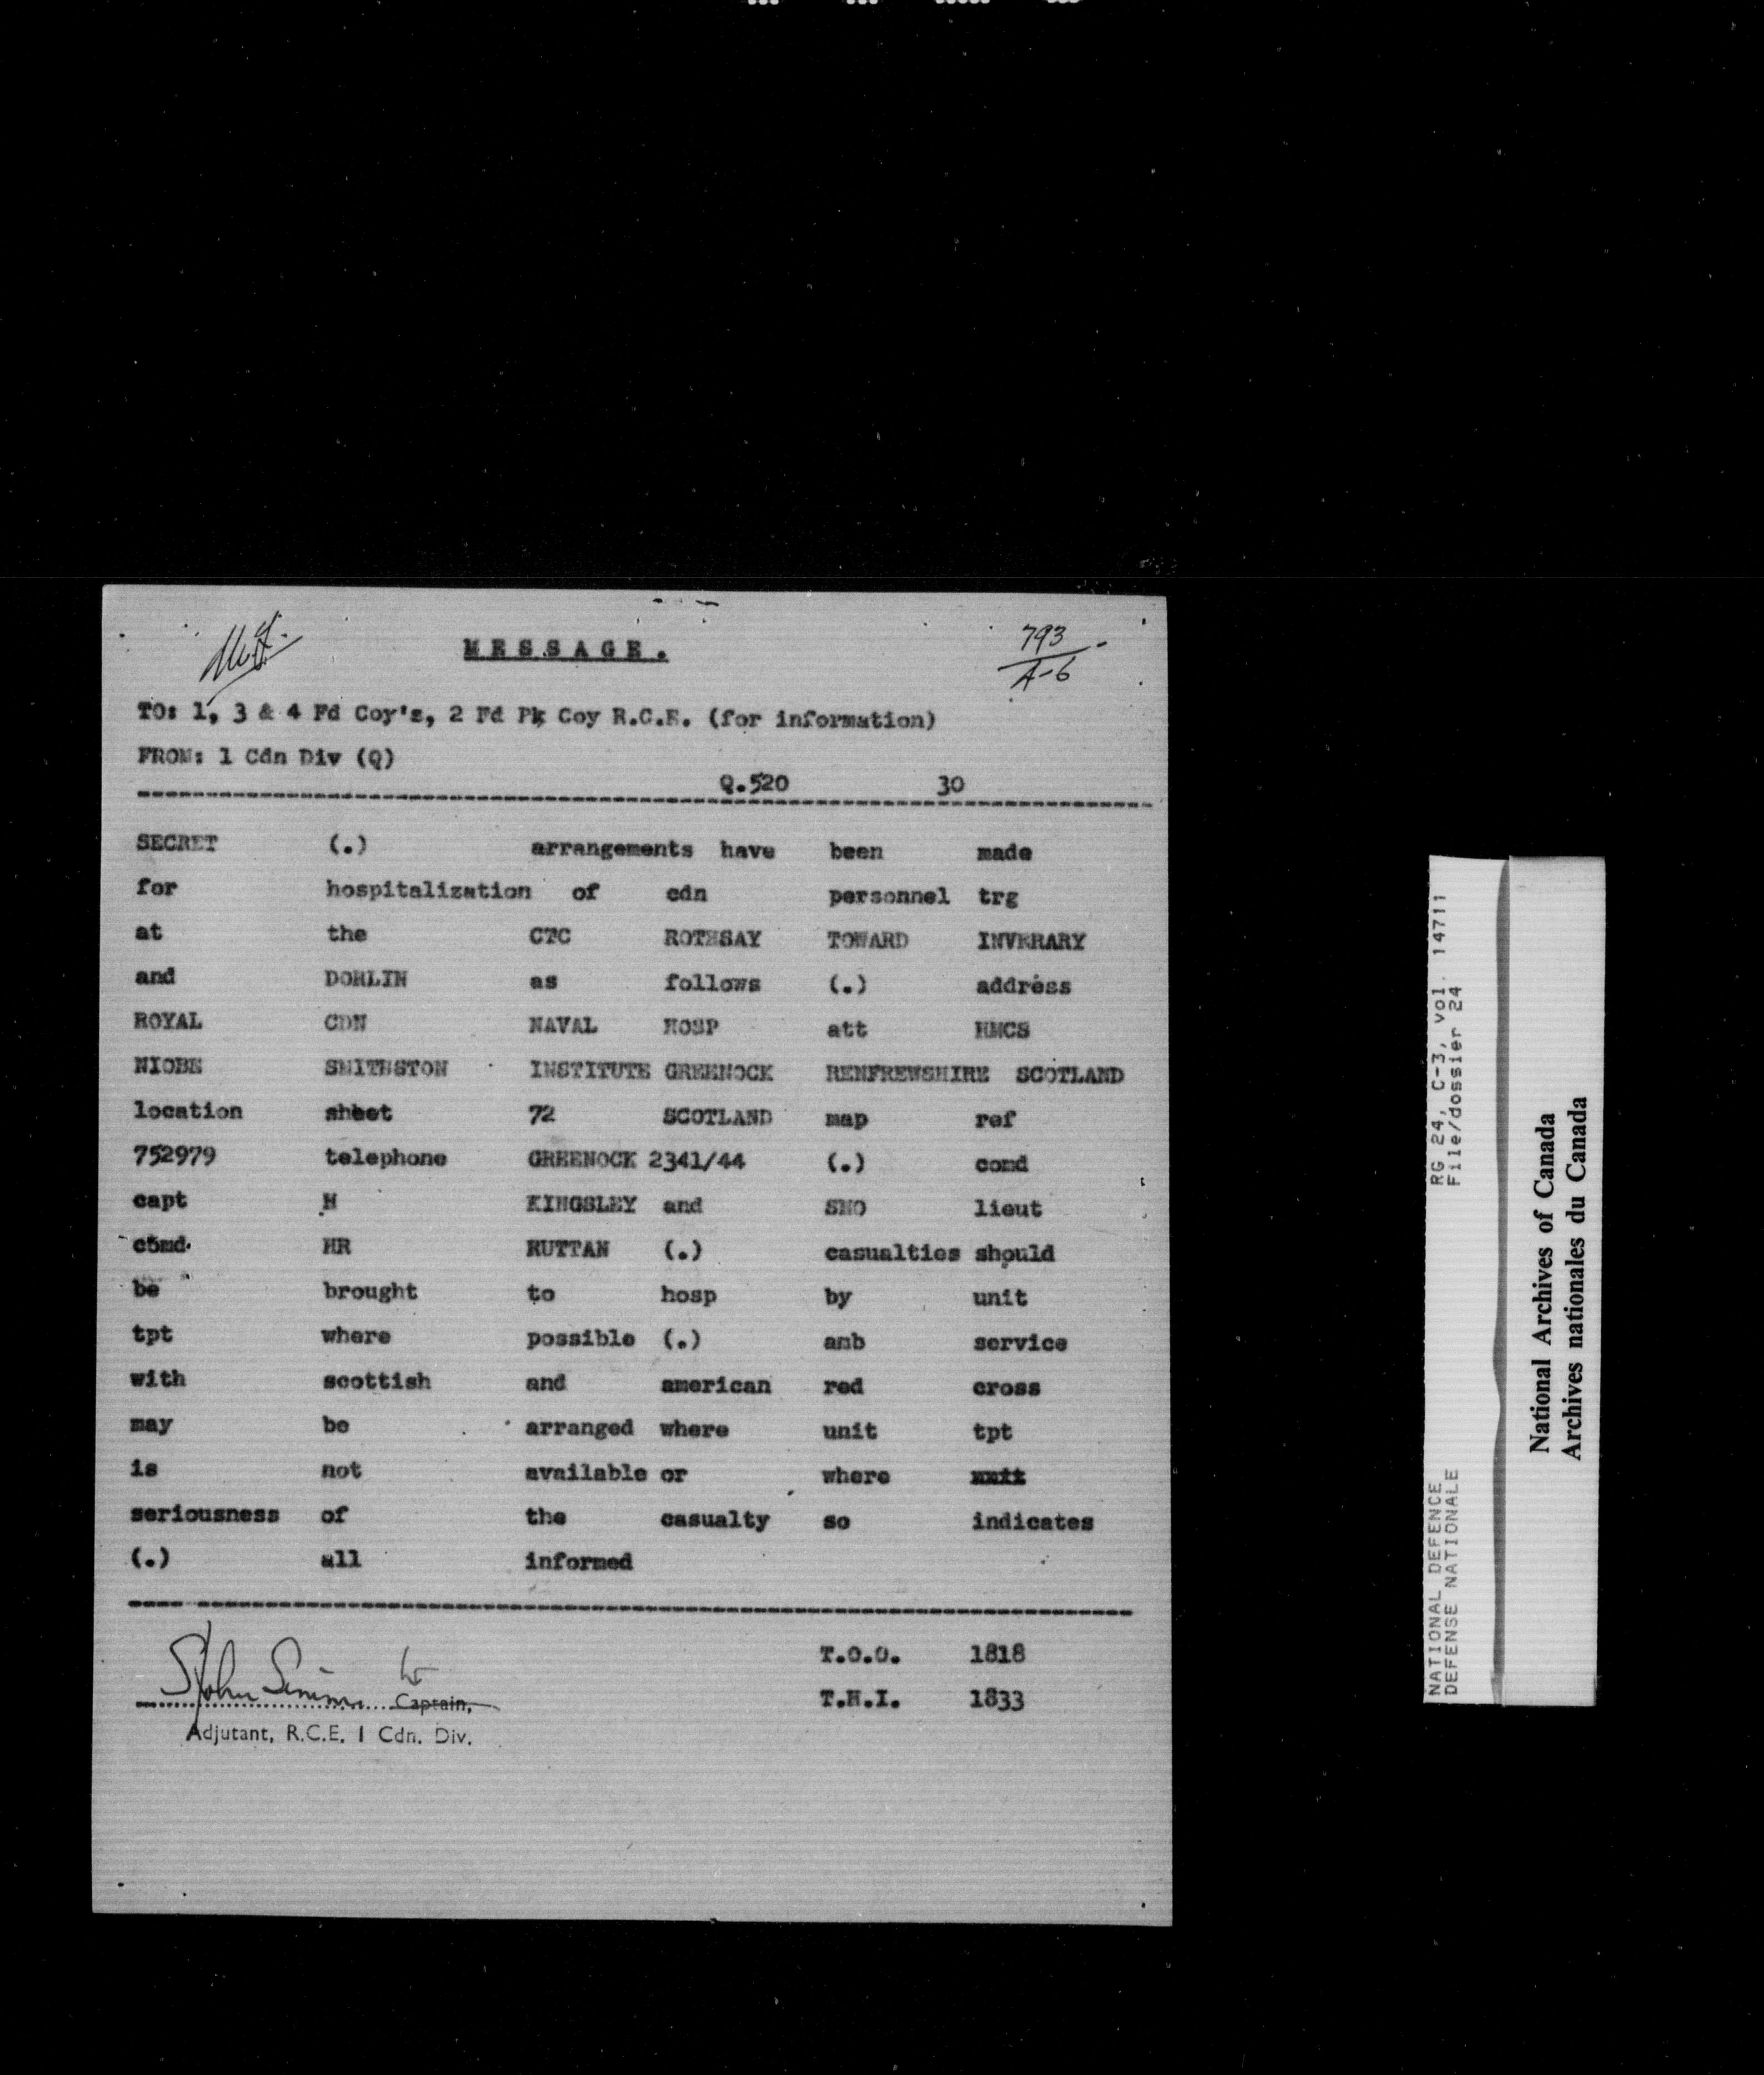 MESSAGE.
793
A-6
TO: 1, 3 & 4 Fd Coy's, 2 Fd Pk Coy R.C.E. (for information)
FROM: 1 Cdn Div (Q)
Q.520 30
SECRET (.) arrangements have been made
for hospitalization of cdn personnel trg
at the CTC ROTHSAY TOWARD INVERARY
and DORLIN as follows (.) address
ROYAL CDN NAVAL HOSP att HMCS
NIOBE SMITHSTON INSTITUTE GREENOCK RENFREWSHIRE SCOTLAND
location sheet 72 SCOTLAND map ref
752979 telephone GREENOCK 2341/44 (.) comd
capt H KINGSLEY and SMO lieut
comd HR RUTTAN (.) casualties should
be brought to hosp by unit
tpt where possible (.) amb service
with scottish and american red cross
may be arranged where unit tpt
is not available or where
seriousness of the casualty so indicates
(.) all informed
T.O.O. 1818
T.H.I. 1833
Captain,
Adjutant, R.C.E. 1 Cdn. Div.
NATIONAL DEFENCE RG 24, C-3, vol. 14711
DEFENSE NATIONALE File/dossier 24
National Archives of Canada
Archives nationales du Canada